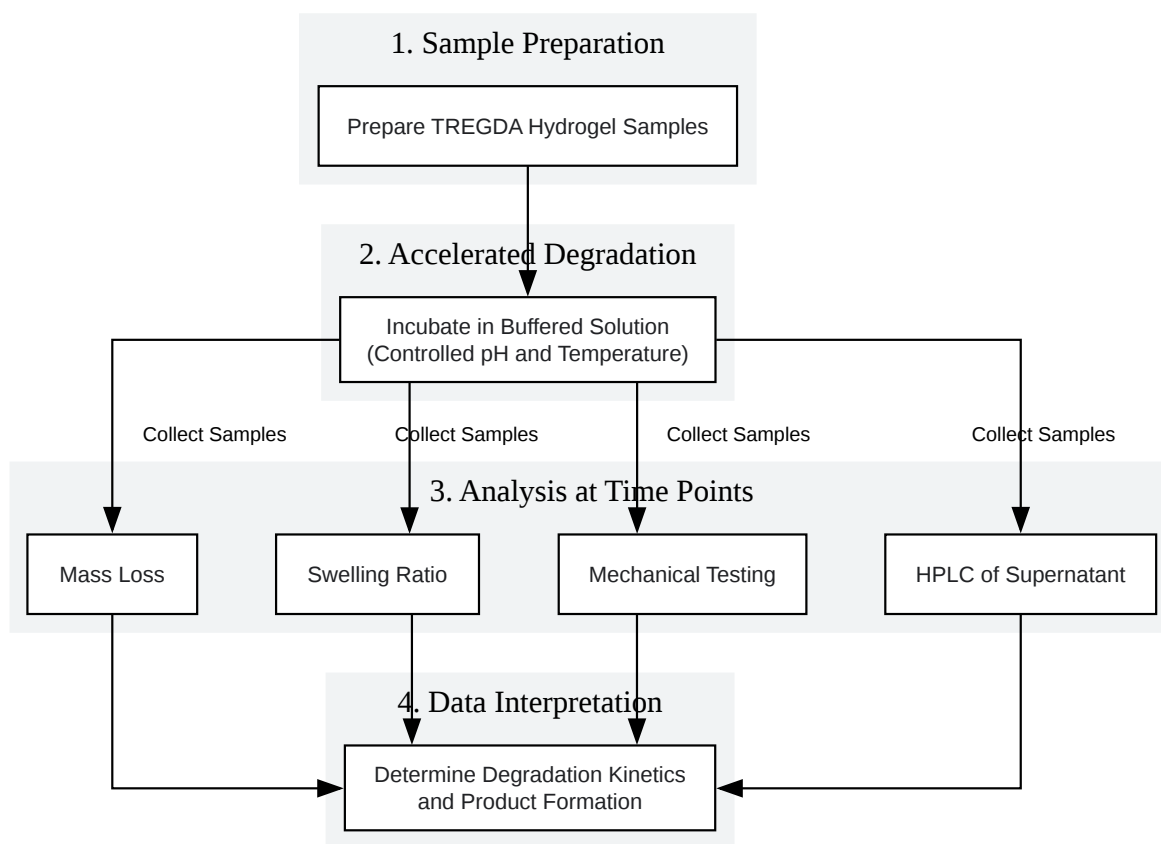 1. Sample Preparation
Prepare TREGDA Hydrogel Samples
2. Accelerated Degradation
Incubate in Buffered Solution
(Controlled pH and Temperature)
Collect Samples
Collect Samples
Collect Samples
Collect Samples
3. Analysis at Time Points
Mass Loss
Swelling Ratio
Mechanical Testing
HPLC of Supernatant
4. Data Interpretation
Determine Degradation Kinetics
and Product Formation